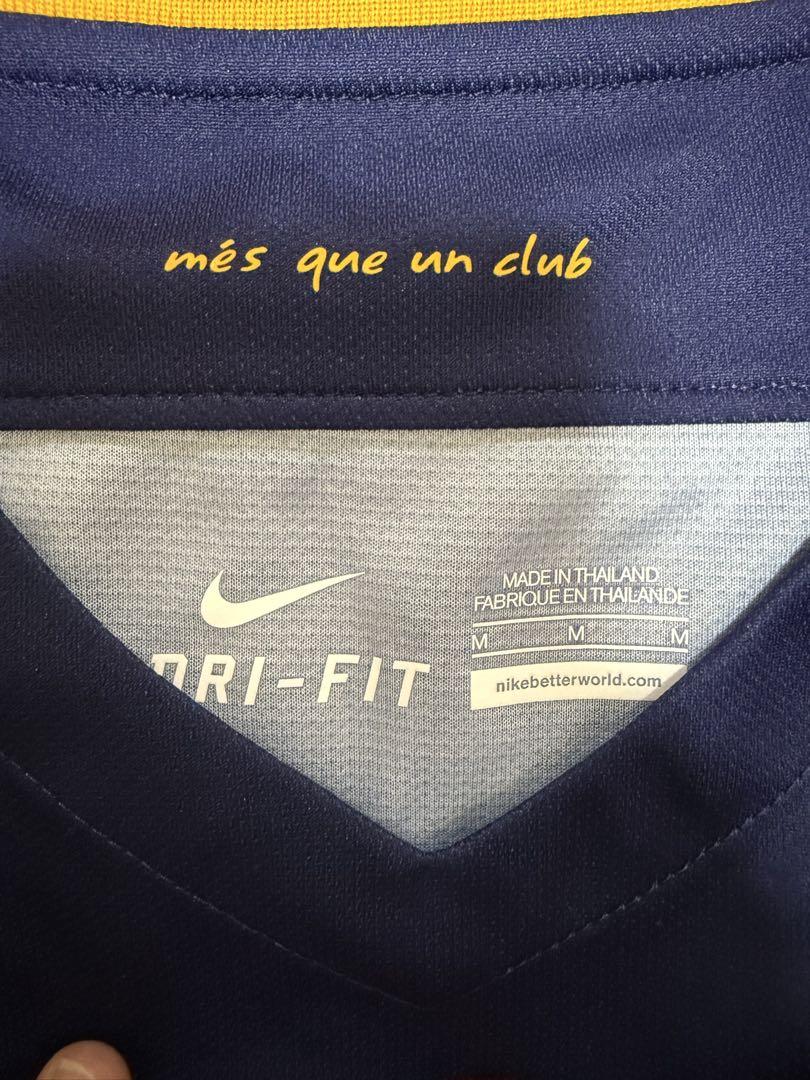 més que un club
MADE IN THAILAND
FABRIQUE EN THAILANDE
M M M
DRI-FIT
nikebetterworld.com